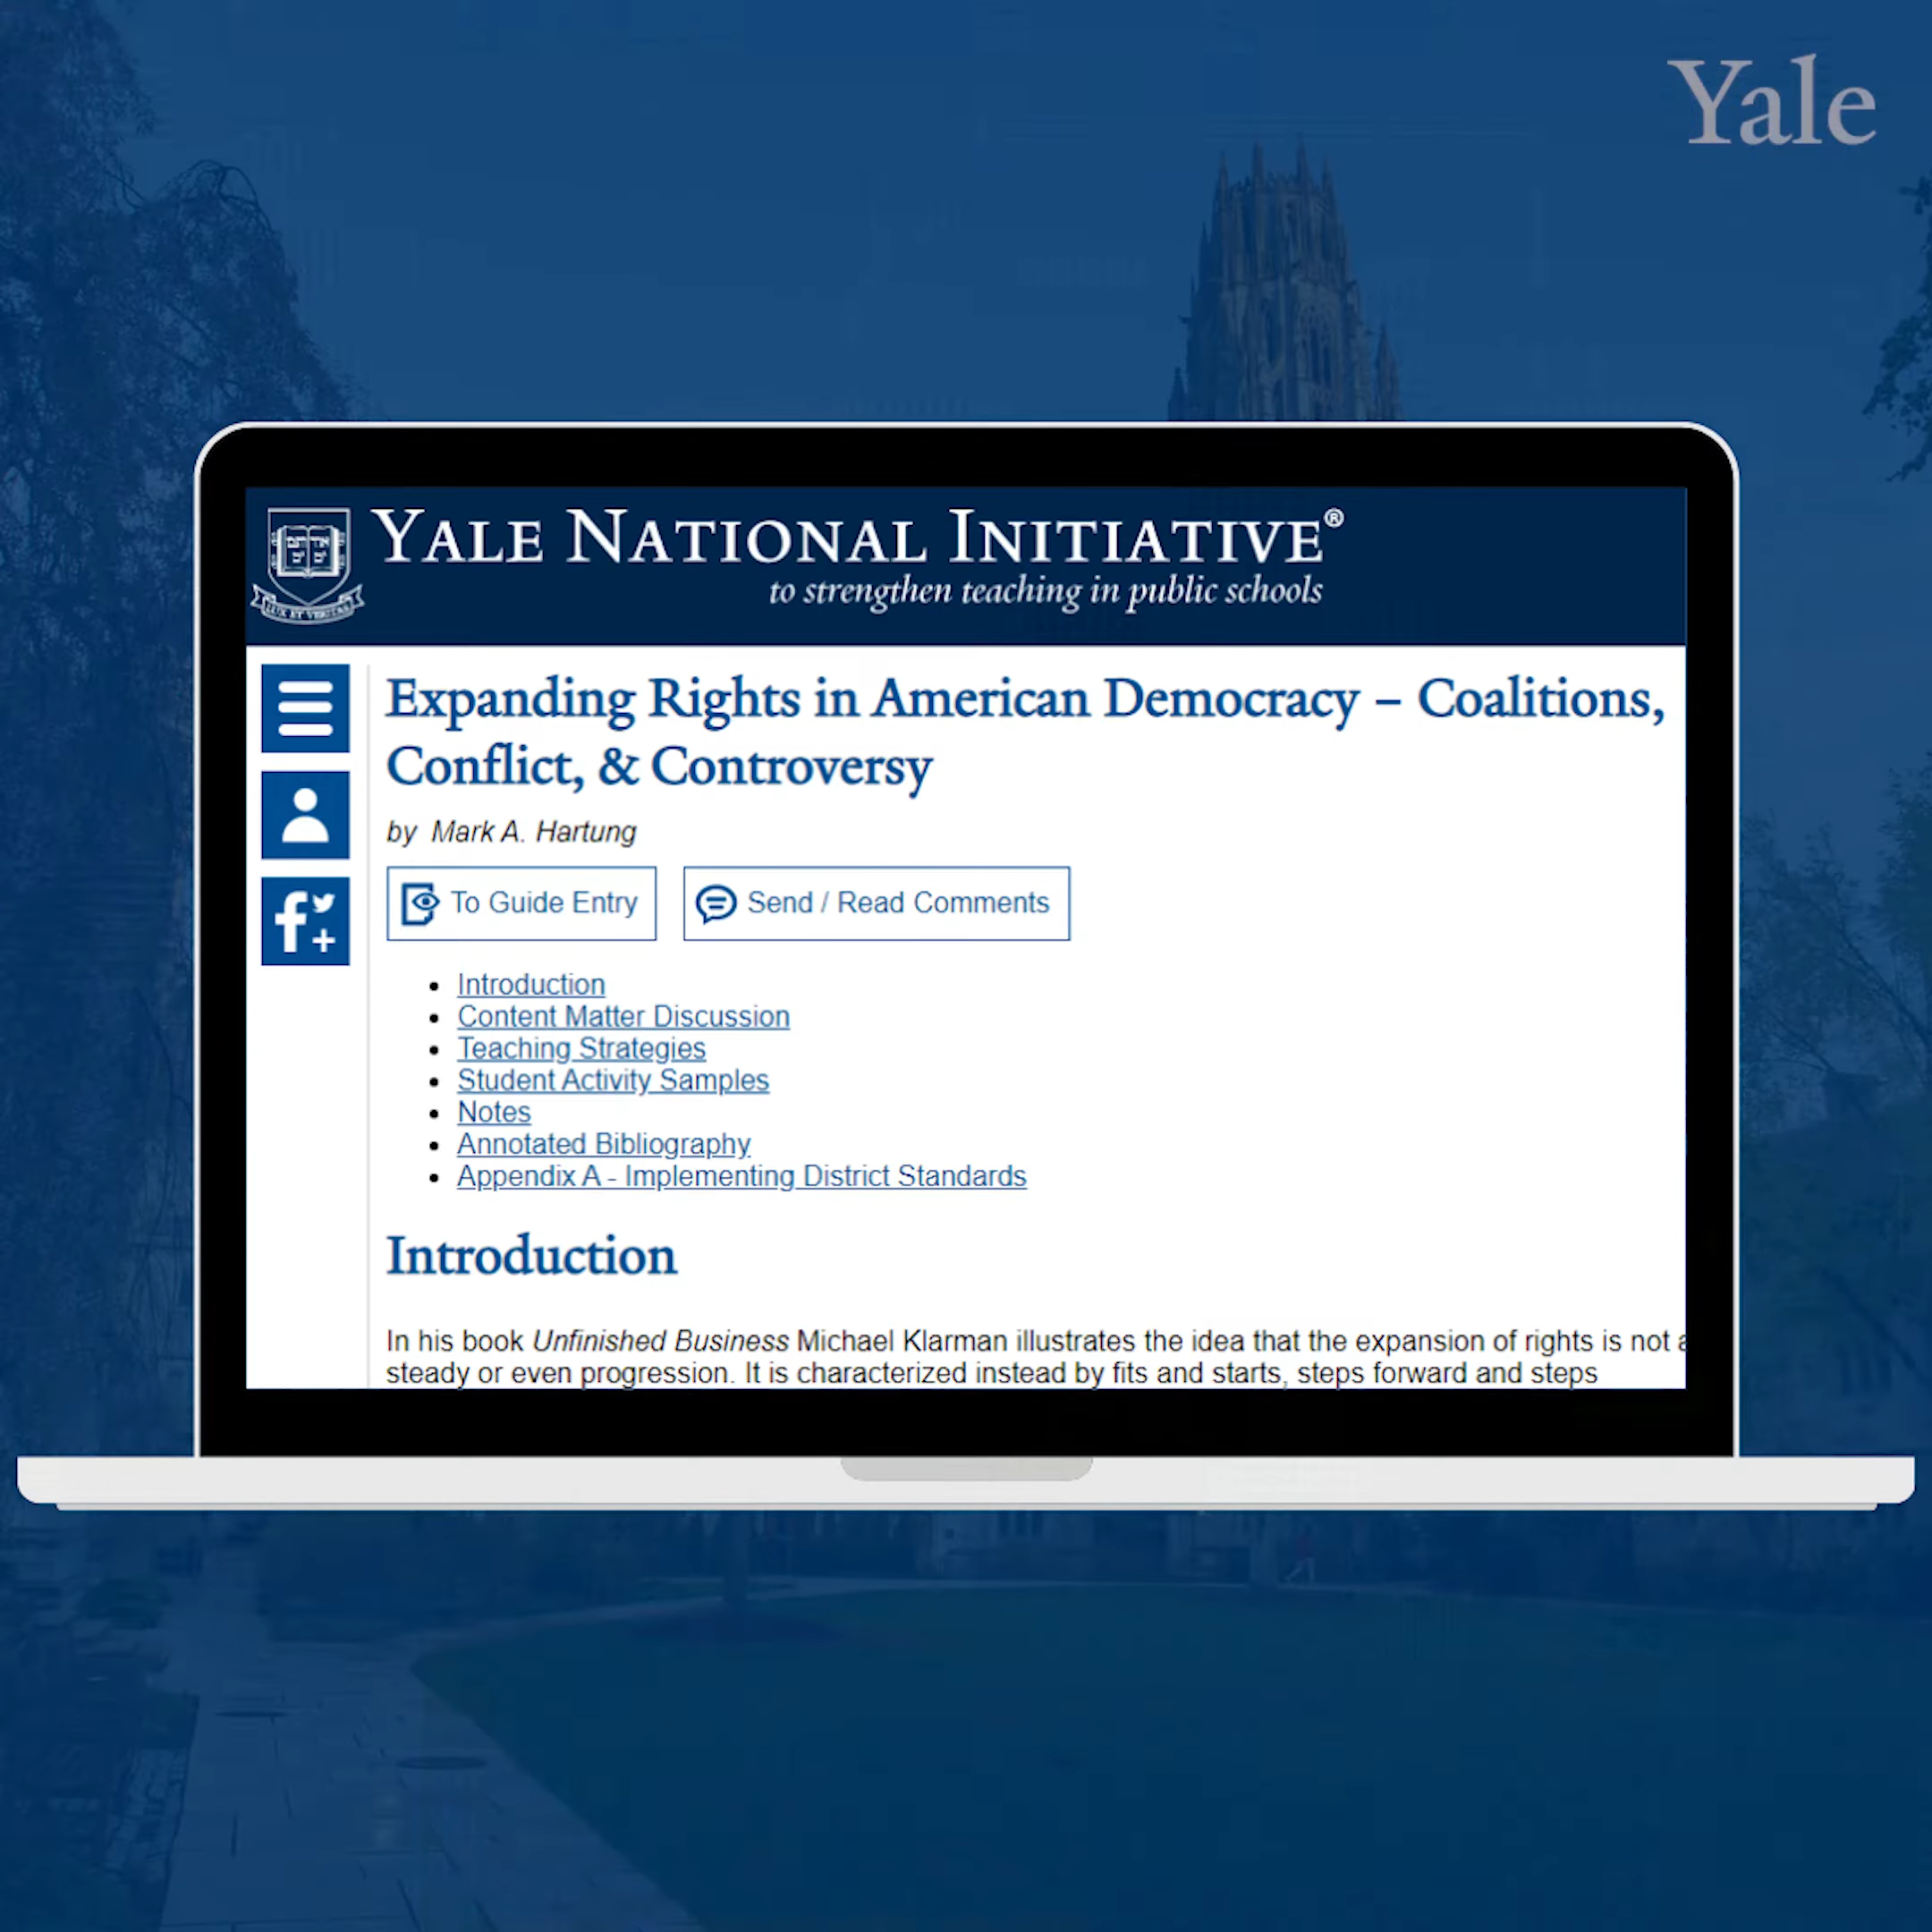 Yale
YALE NATIONAL INITIATIVE®
to strengthen teaching in public schools
LUX ET VERITAS
Expanding Rights in American Democracy – Coalitions,
Conflict, & Controversy
by Mark A. Hartung
To Guide Entry
Send / Read Comments
Introduction
Content Matter Discussion
Teaching Strategies
Student Activity Samples
Notes
Annotated Bibliography
Appendix A - Implementing District Standards
Introduction
In his book Unfinished Business Michael Klarman illustrates the idea that the expansion of rights is not a
steady or even progression. It is characterized instead by fits and starts, steps forward and steps